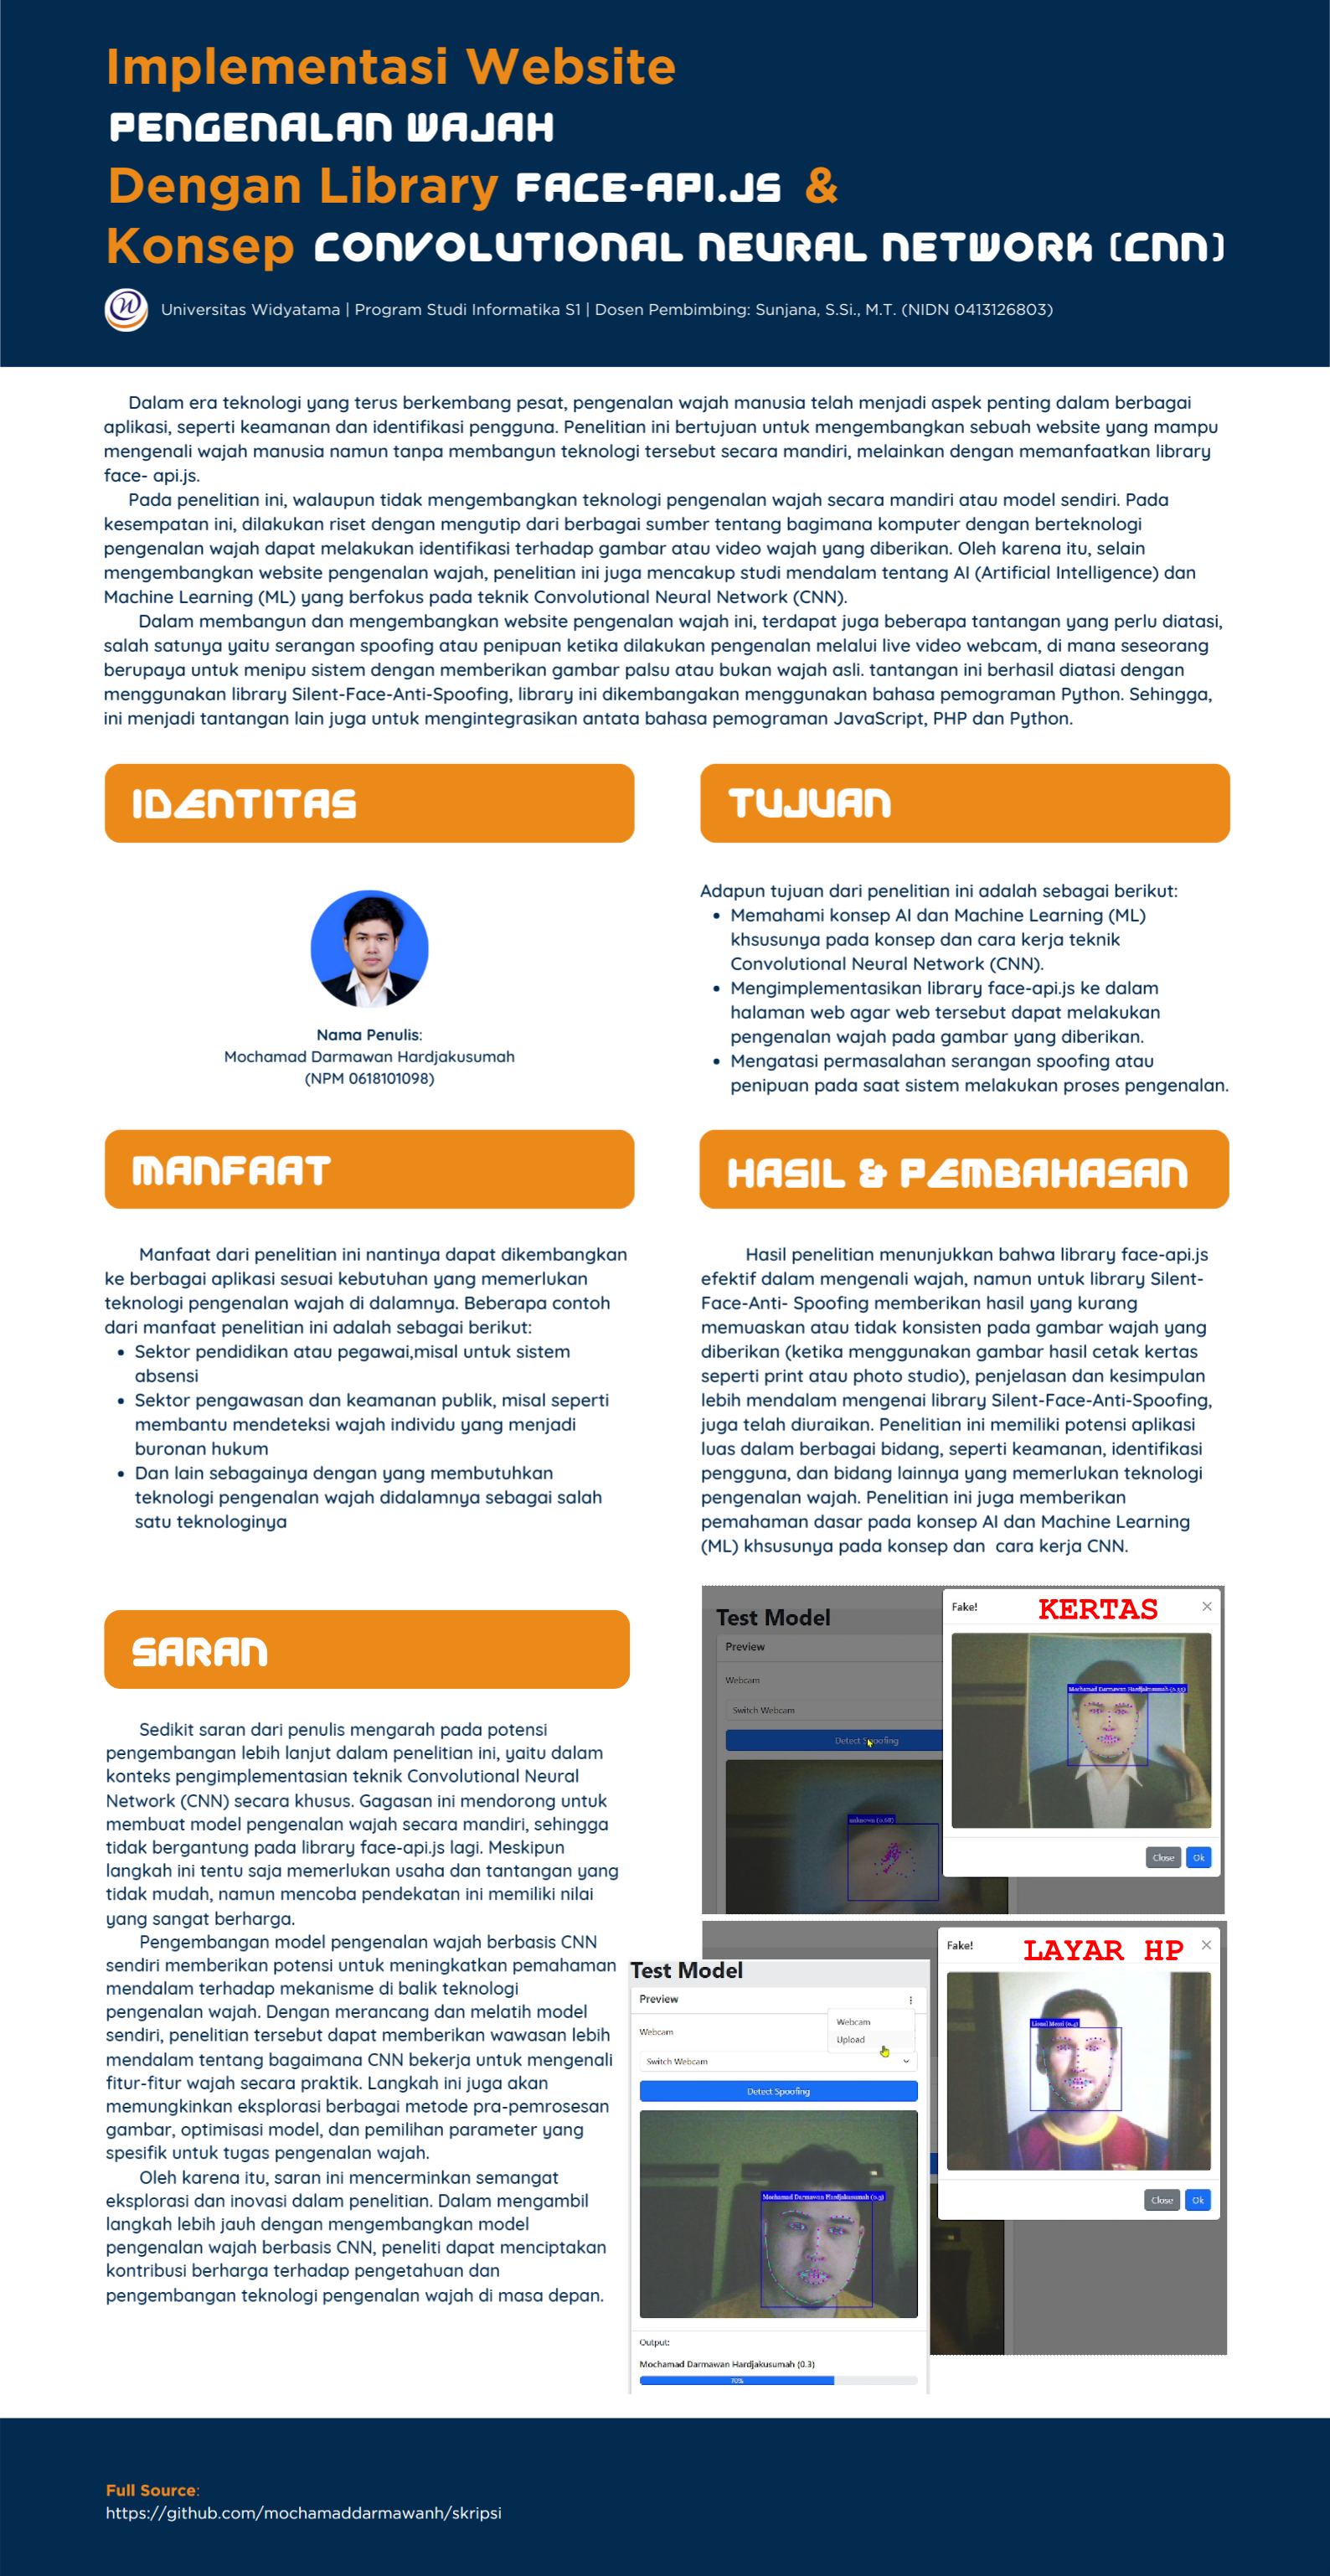 Implementasi Website
PENGENALAN WAJAH
Dengan Library FACE-API.JS &
Konsep CONVOLUTIONAL NEURAL NETWORK (CNN)
Universitas Widyatama | Program Studi Informatika S1 | Dosen Pembimbing: Sunjana, S.Si., M.T. (NIDN 0413126803)
Dalam era teknologi yang terus berkembang pesat, pengenalan wajah manusia telah menjadi aspek penting dalam berbagai
aplikasi, seperti keamanan dan identifikasi pengguna. Penelitian ini bertujuan untuk mengembangkan sebuah website yang mampu
mengenali wajah manusia namun tanpa membangun teknologi tersebut secara mandiri, melainkan dengan memanfaatkan library
face- api.js.
Pada penelitian ini, walaupun tidak mengembangkan teknologi pengenalan wajah secara mandiri atau model sendiri. Pada
kesempatan ini, dilakukan riset dengan mengutip dari berbagai sumber tentang bagaimana komputer dengan berteknologi
pengenalan wajah dapat melakukan identifikasi terhadap gambar atau video wajah yang diberikan. Oleh karena itu, selain
mengembangkan website pengenalan wajah, penelitian ini juga mencakup studi mendalam tentang AI (Artificial Intelligence) dan
Machine Learning (ML) yang berfokus pada teknik Convolutional Neural Network (CNN).
Dalam membangun dan mengembangkan website pengenalan wajah ini, terdapat juga beberapa tantangan yang perlu diatasi,
salah satunya yaitu serangan spoofing atau penipuan ketika dilakukan pengenalan melalui live video webcam, di mana seseorang
berupaya untuk menipu sistem dengan memberikan gambar palsu atau bukan wajah asli. tantangan ini berhasil diatasi dengan
menggunakan library Silent-Face-Anti-Spoofing, library ini dikembangakan menggunakan bahasa pemograman Python. Sehingga,
ini menjadi tantangan lain juga untuk mengintegrasikan antata bahasa pemograman JavaScript, PHP dan Python.
IDENTITAS
Nama Penulis:
Mochamad Darmawan Hardjakusumah
(NPM 0618101098)
TUJUAN
Adapun tujuan dari penelitian ini adalah sebagai berikut:
• Memahami konsep AI dan Machine Learning (ML)
khsusunya pada konsep dan cara kerja teknik
Convolutional Neural Network (CNN).
• Mengimplementasikan library face-api.js ke dalam
halaman web agar web tersebut dapat melakukan
pengenalan wajah pada gambar yang diberikan.
• Mengatasi permasalahan serangan spoofing atau
penipuan pada saat sistem melakukan proses pengenalan.
MANFAAT
Manfaat dari penelitian ini nantinya dapat dikembangkan
ke berbagai aplikasi sesuai kebutuhan yang memerlukan
teknologi pengenalan wajah di dalamnya. Beberapa contoh
dari manfaat penelitian ini adalah sebagai berikut:
• Sektor pendidikan atau pegawai,misal untuk sistem
absensi
• Sektor pengawasan dan keamanan publik, misal seperti
membantu mendeteksi wajah individu yang menjadi
buronan hukum
• Dan lain sebagainya dengan yang membutuhkan
teknologi pengenalan wajah didalamnya sebagai salah
satu teknologinya
HASIL & PEMBAHASAN
Hasil penelitian menunjukkan bahwa library face-api.js
efektif dalam mengenali wajah, namun untuk library Silent-
Face-Anti- Spoofing memberikan hasil yang kurang
memuaskan atau tidak konsisten pada gambar wajah yang
diberikan (ketika menggunakan gambar hasil cetak kertas
seperti print atau photo studio), penjelasan dan kesimpulan
lebih mendalam mengenai library Silent-Face-Anti-Spoofing,
juga telah diuraikan. Penelitian ini memiliki potensi aplikasi
luas dalam berbagai bidang, seperti keamanan, identifikasi
pengguna, dan bidang lainnya yang memerlukan teknologi
pengenalan wajah. Penelitian ini juga memberikan
pemahaman dasar pada konsep AI dan Machine Learning
(ML) khsusunya pada konsep dan cara kerja CNN.
SARAN
Sedikit saran dari penulis mengarah pada potensi
pengembangan lebih lanjut dalam penelitian ini, yaitu dalam
konteks pengimplementasian teknik Convolutional Neural
Network (CNN) secara khusus. Gagasan ini mendorong untuk
membuat model pengenalan wajah secara mandiri, sehingga
tidak bergantung pada library face-api.js lagi. Meskipun
langkah ini tentu saja memerlukan usaha dan tantangan yang
tidak mudah, namun mencoba pendekatan ini memiliki nilai
yang sangat berharga.
Pengembangan model pengenalan wajah berbasis CNN
sendiri memberikan potensi untuk meningkatkan pemahaman
mendalam terhadap mekanisme di balik teknologi
pengenalan wajah. Dengan merancang dan melatih model
sendiri, penelitian tersebut dapat memberikan wawasan lebih
mendalam tentang bagaimana CNN bekerja untuk mengenali
fitur-fitur wajah secara praktik. Langkah ini juga akan
memungkinkan eksplorasi berbagai metode pra-pemrosesan
gambar, optimisasi model, dan pemilihan parameter yang
spesifik untuk tugas pengenalan wajah.
Oleh karena itu, saran ini mencerminkan semangat
eksplorasi dan inovasi dalam penelitian. Dalam mengambil
langkah lebih jauh dengan mengembangkan model
pengenalan wajah berbasis CNN, peneliti dapat menciptakan
kontribusi berharga terhadap pengetahuan dan
pengembangan teknologi pengenalan wajah di masa depan.
Test Model
Preview
Webcam
Switch Webcam
Detect Spoofing
unknown
Fake!
KERTAS
Mochamad Darmawan Hardjakusumah
Close Ok
Fake!
LAYAR HP
Lional Messi (0.4)
Close Ok
Test Model
Preview
Webcam
Upload
Webcam
Switch Webcam
Detect Spoofing
Mochamad Darmawan Hardjakusumah (0.3)
Output:
Mochamad Darmawan Hardjakusumah (0.3)
70%
Full Source:
https://github.com/mochamaddarmawanh/skripsi